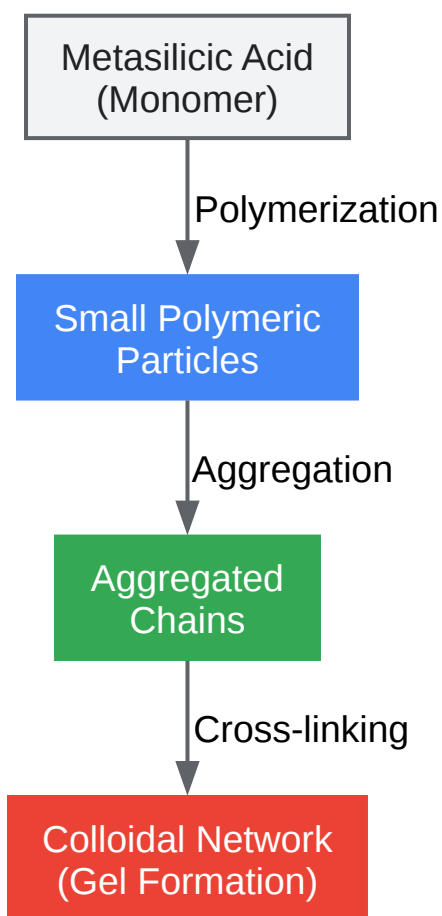 Metasilicic Acid
(Monomer)
Polymerization
Small Polymeric
Particles
Aggregation
Aggregated
Chains
Cross-linking
Colloidal Network
(Gel Formation)